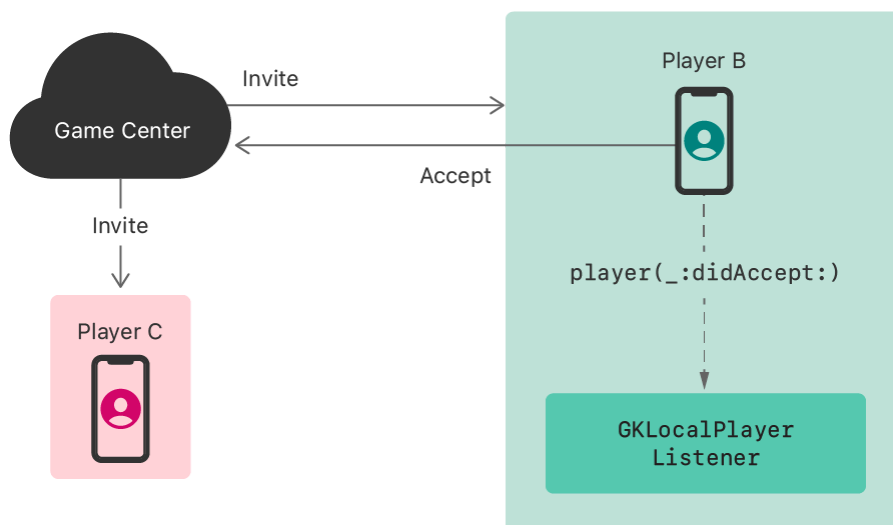 Player B
Invite
Game Center
Accept
Invite
player(_:didAccept:)
Player C
GKLocalPlayer
Listener